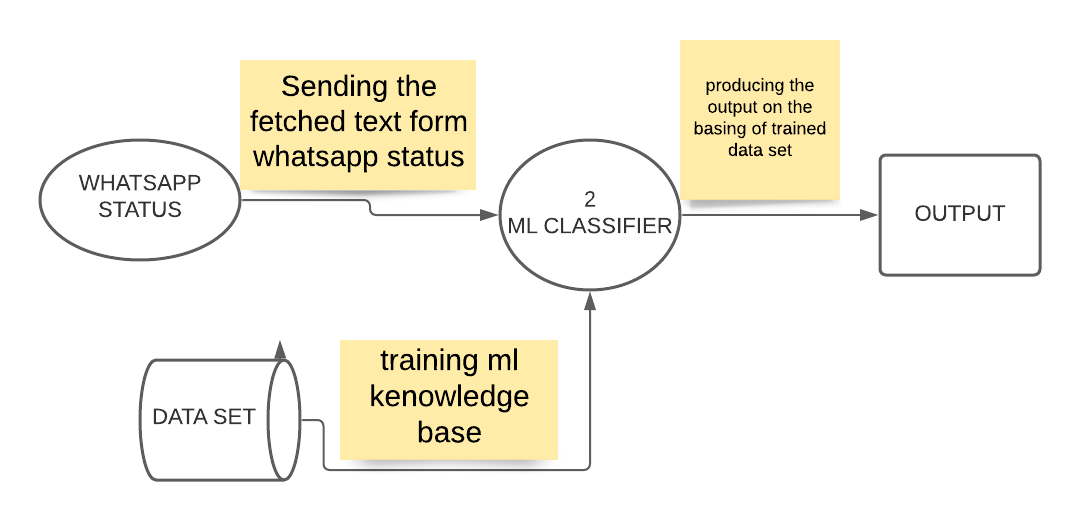 Sending the
fetched text form
whatsapp status
producing the
output on the
basing of trained
data set
WHATSAPP
STATUS
2
ML CLASSIFIER
OUTPUT
training ml
kenowledge
base
DATA SET